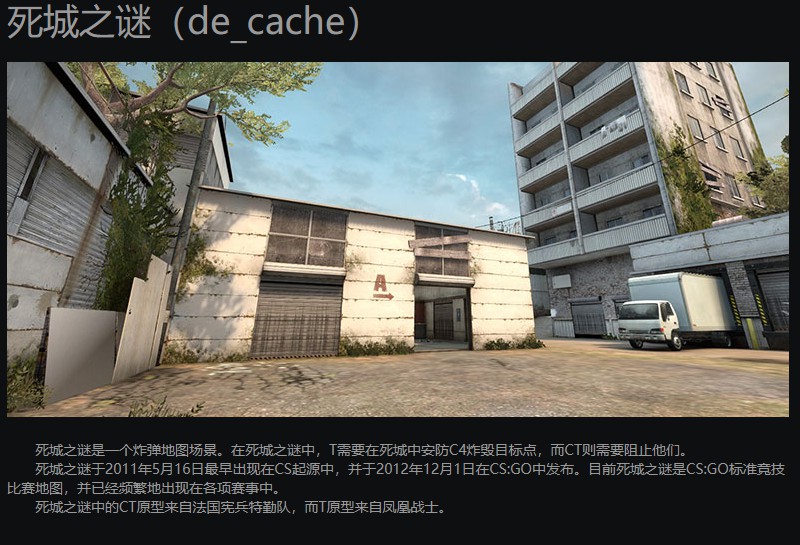 死城之谜（de_cache）
A
死城之谜是一个炸弹地图场景。在死城之谜中，T需要在死城中安防C4炸毁目标点，而CT则需要阻止他们。
死城之谜于2011年5月16日最早出现在CS起源中，并于2012年12月1日在CS:GO中发布。目前死城之谜是CS:GO标准竞技
比赛地图，并已经频繁地出现在各项赛事中。
死城之谜中的CT原型来自法国宪兵特勤队，而T原型来自凤凰战士。